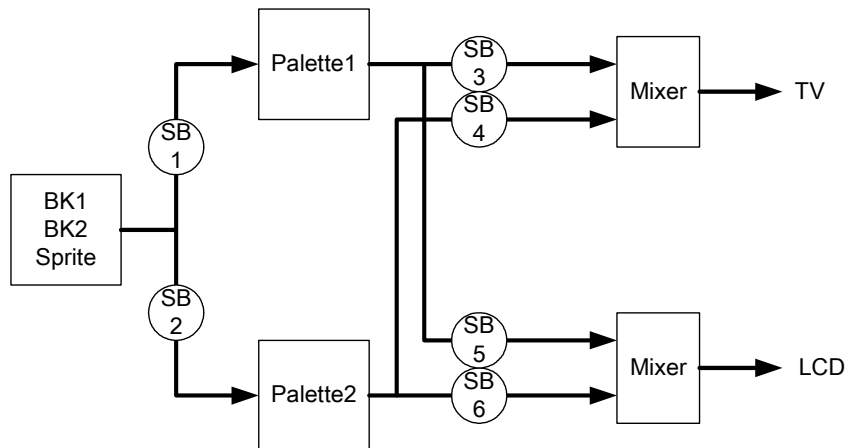 BK1
BK2
Sprite
SB
1
SB
2
Palette1
Palette2
SB
3
SB
4
SB
5
SB
6
Mixer
TV
Mixer
LCD